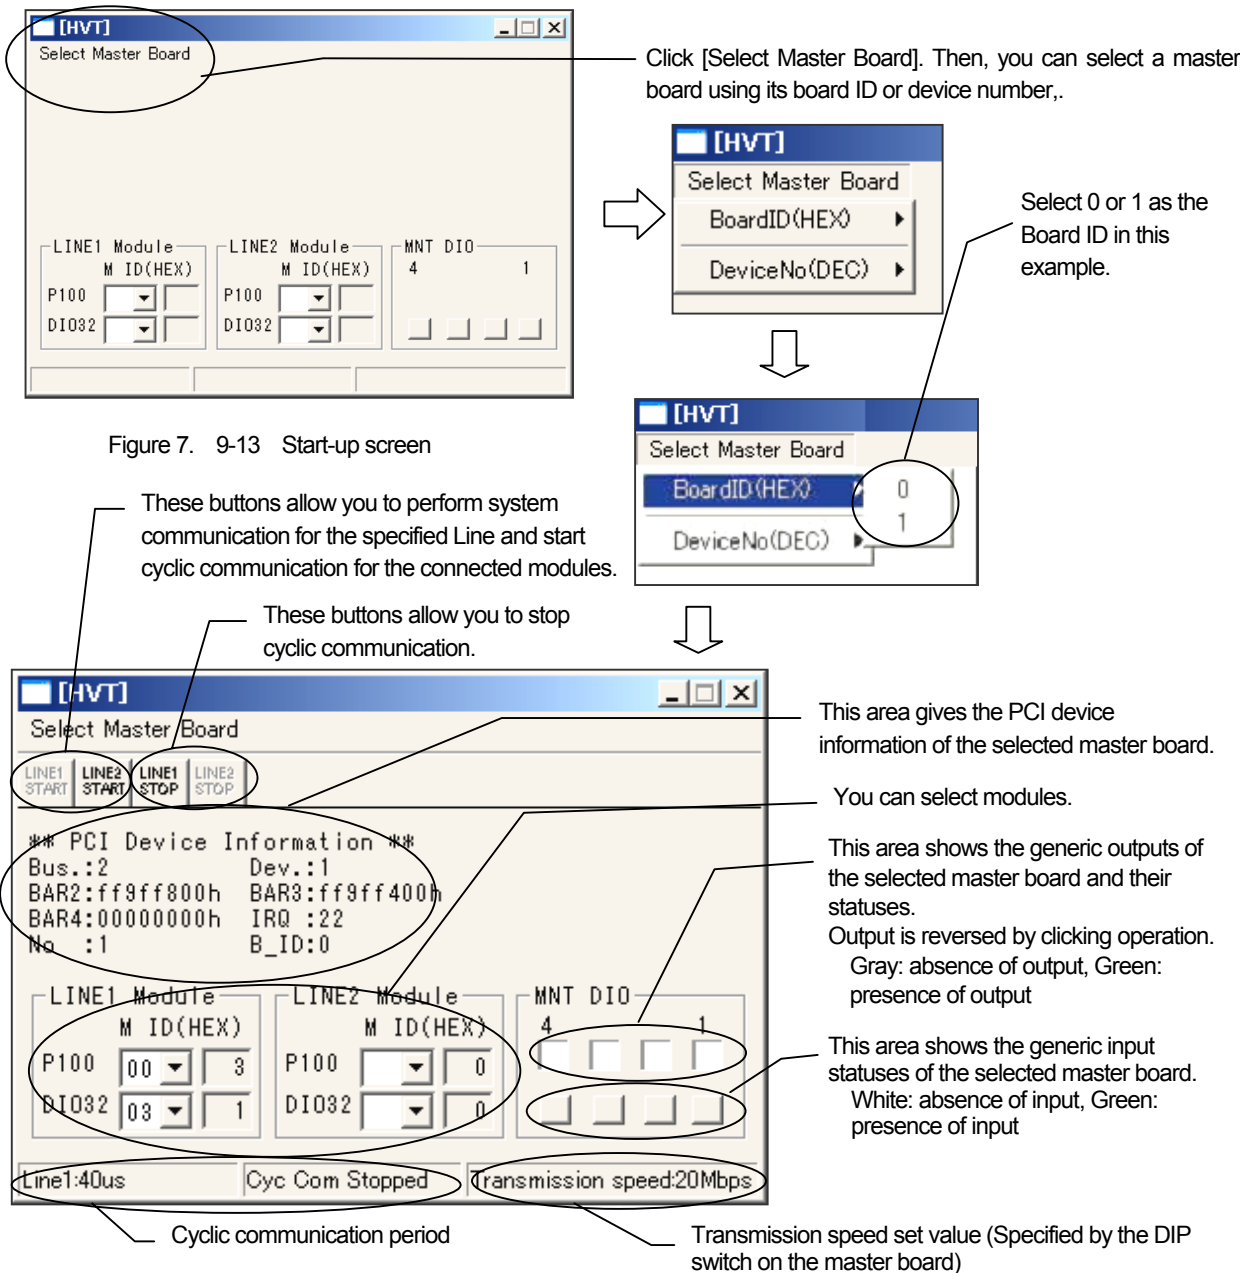 [HVT]
Select Master Board
LINE1 Module
M ID(HEX)
P100
DIO32
LINE2 Module
M ID(HEX)
P100
DIO32
MNT DIO
4 1
Click [Select Master Board]. Then, you can select a master
board using its board ID or device number,.
[HVT]
Select Master Board
BoardID(HEX)
DeviceNo(DEC)
Select 0 or 1 as the
Board ID in this
example.
Figure 7. 9-13 Start-up screen
[HVT]
Select Master Board
BoardID(HEX)
0
1
DeviceNo(DEC)
These buttons allow you to perform system
communication for the specified Line and start
cyclic communication for the connected modules.
These buttons allow you to stop
cyclic communication.
[HVT]
Select Master Board
LINE1 START
LINE2 START
LINE1 STOP
LINE2 STOP
** PCI Device Information **
Bus.:2 Dev.:1
BAR2:ff9ff800h BAR3:ff9ff400h
BAR4:00000000h IRQ :22
No :1 B_ID:0
LINE1 Module
M ID(HEX)
P100 00 3
DIO32 03 1
LINE2 Module
M ID(HEX)
P100 0
DIO32 0
MNT DIO
4 1
Line1:40us
Cyc Com Stopped
Transmission speed:20Mbps
This area gives the PCI device
information of the selected master board.
You can select modules.
This area shows the generic outputs of
the selected master board and their
statuses.
Output is reversed by clicking operation.
Gray: absence of output, Green:
presence of output
This area shows the generic input
statuses of the selected master board.
White: absence of input, Green:
presence of input
Cyclic communication period
Transmission speed set value (Specified by the DIP
switch on the master board)